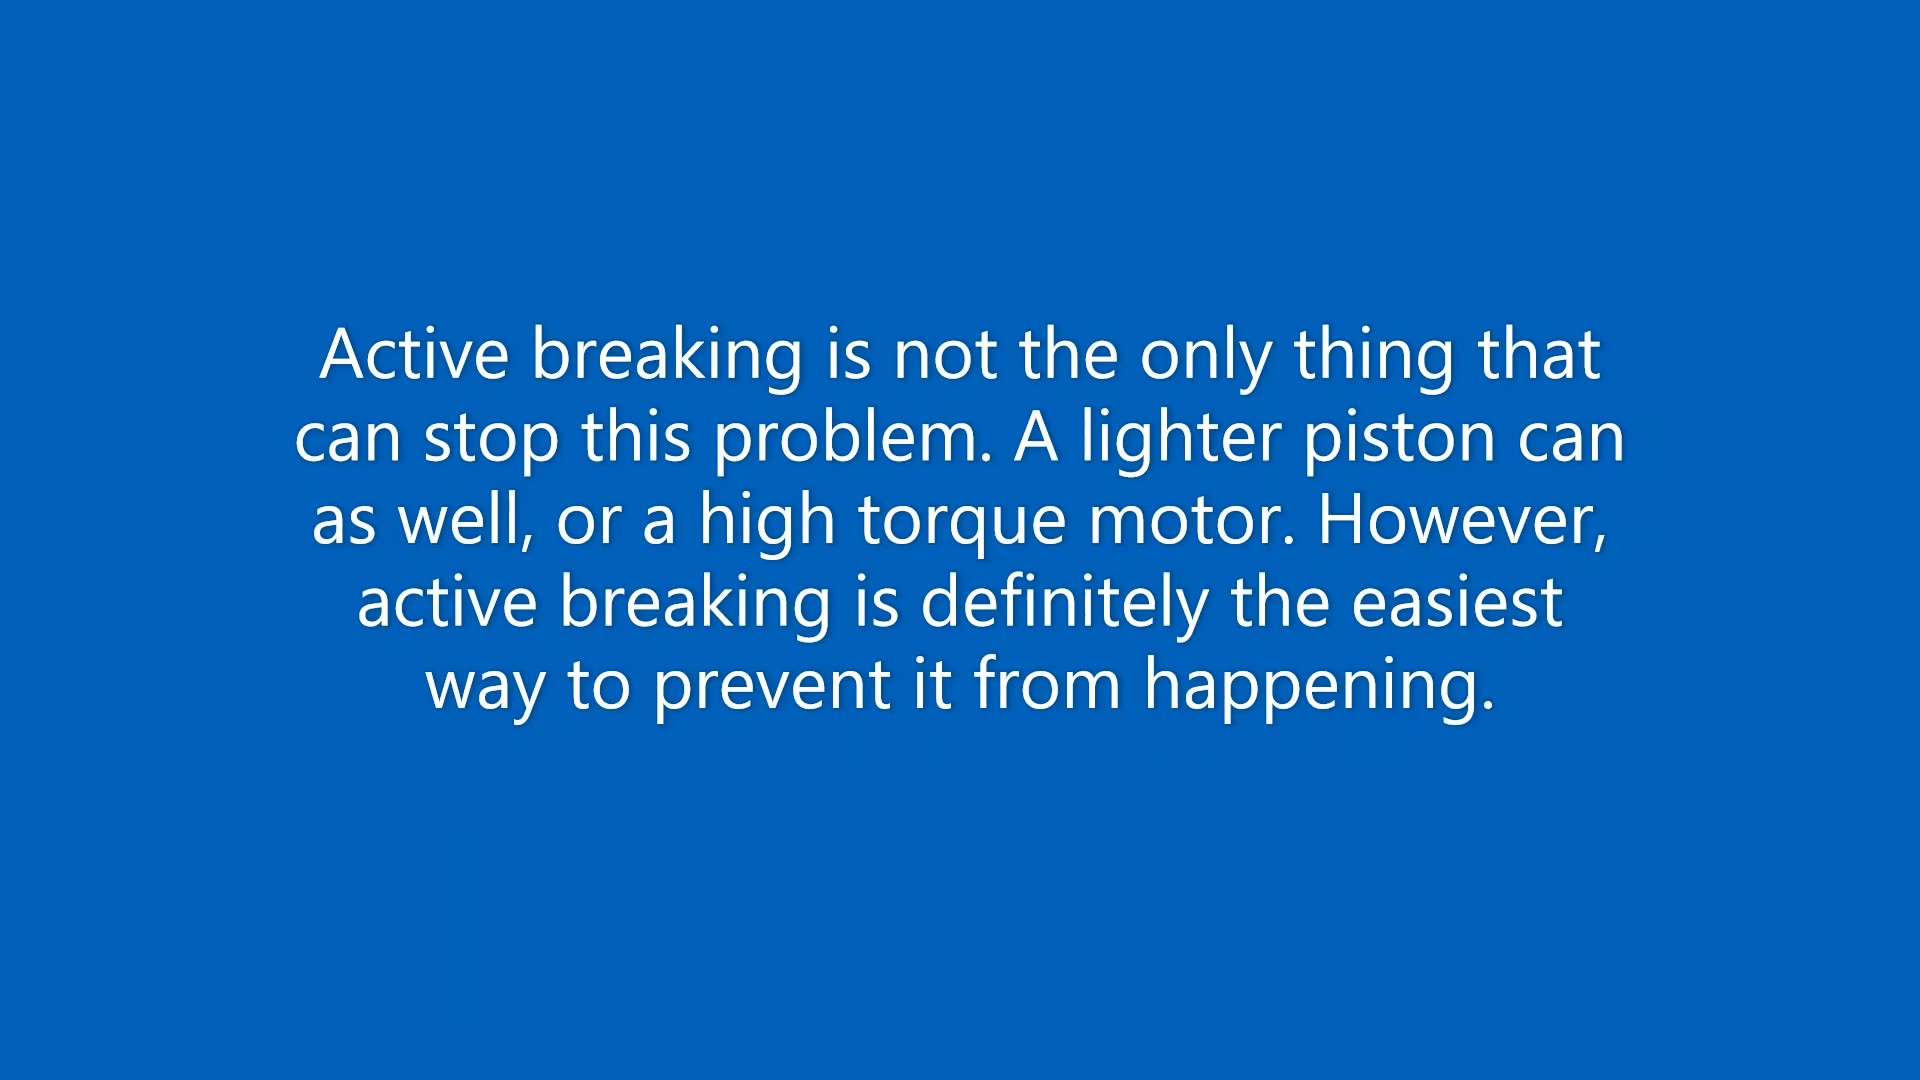 Active breaking is not the only thing that
can stop this problem. A lighter piston can
as well, or a high torque motor. However,
active breaking is definitely the easiest
way to prevent it from happening.